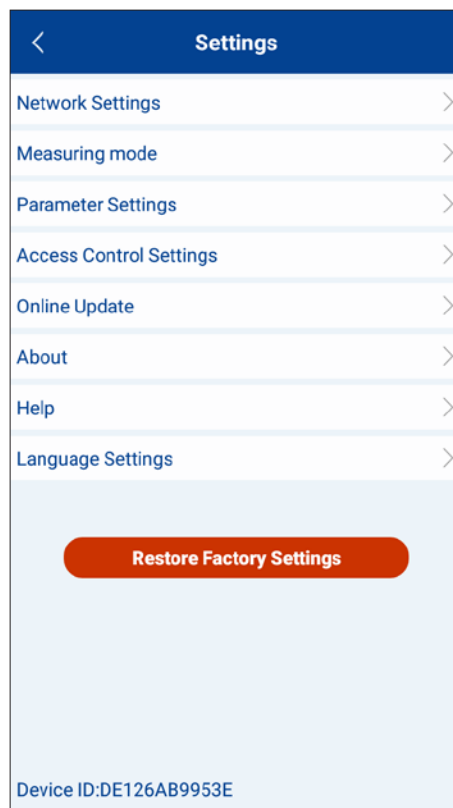 Settings
Network Settings
Measuring mode
Parameter Settings
Access Control Settings
Online Update
About
Help
Language Settings
Restore Factory Settings
Device ID:DE126AB9953E